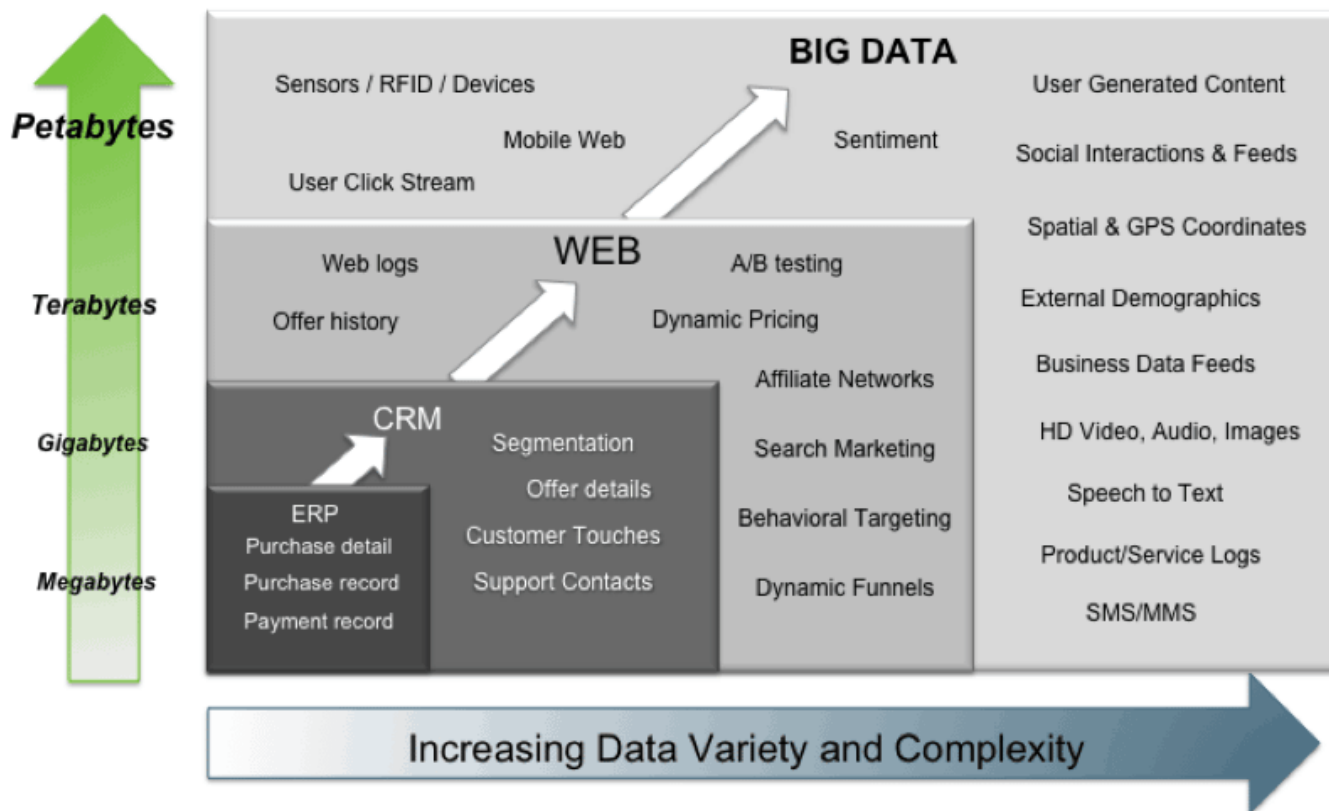 BIG DATA
Sensors / RFID / Devices
User Generated Content
Petabytes
Mobile Web
Sentiment
Social Interactions & Feeds
User Click Stream
Spatial & GPS Coordinates
WEB
Web logs
A/B testing
Terabytes
External Demographics
Offer history
Dynamic Pricing
Business Data Feeds
Affiliate Networks
CRM
HD Video, Audio, Images
Gigabytes
Segmentation
Search Marketing
Offer details
Speech to Text
ERP
Behavioral Targeting
Customer Touches
Purchase detail
Product/Service Logs
Megabytes
Purchase record
Support Contacts
Dynamic Funnels
Payment record
SMS/MMS
Increasing Data Variety and Complexity